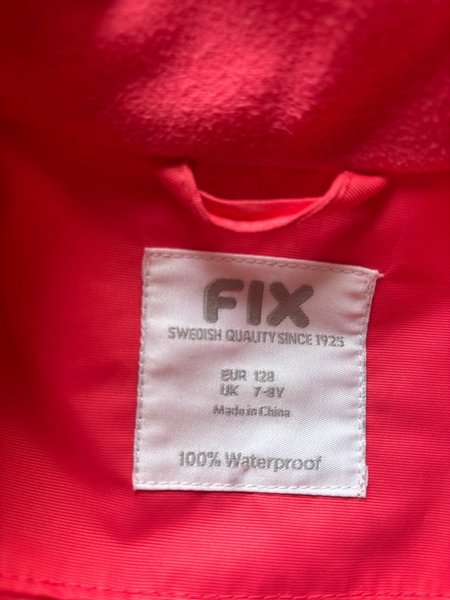 FIX
SWEDISH QUALITY SINCE 1925
EUR 128
UK 7-8Y
Made in China
100% Waterproof